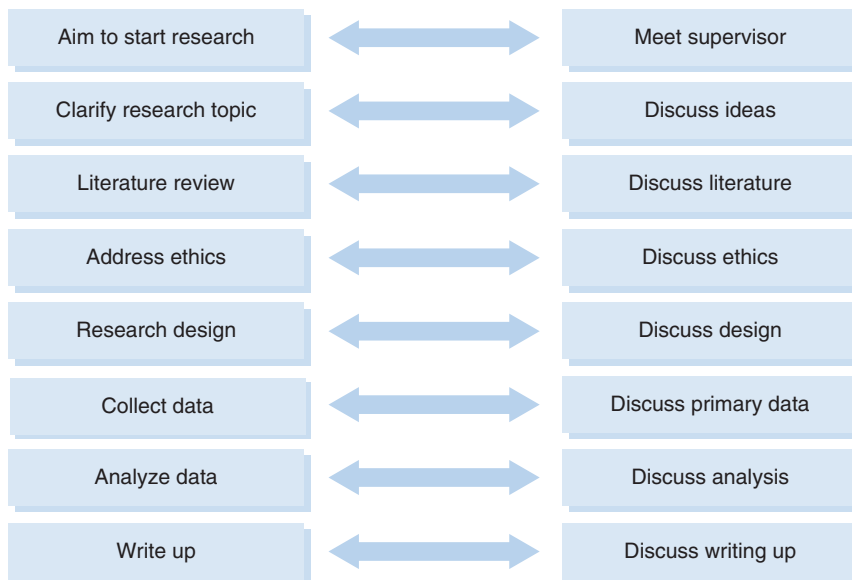 Aim to start research
Meet supervisor
Clarify research topic
Discuss ideas
Literature review
Discuss literature
Address ethics
Discuss ethics
Research design
Discuss design
Collect data
Discuss primary data
Analyze data
Discuss analysis
Write up
Discuss writing up